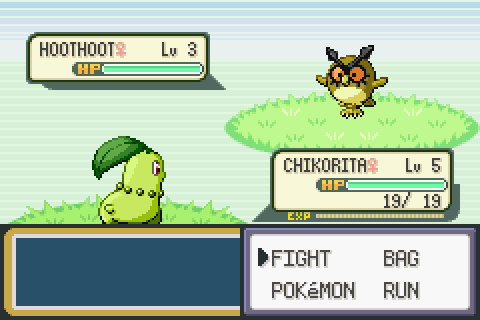 HOOTHOOT♀ Lv 3
HP
CHIKORITA♀ Lv 5
HP
19/ 19
EXP
▶FIGHT BAG
POKéMON RUN